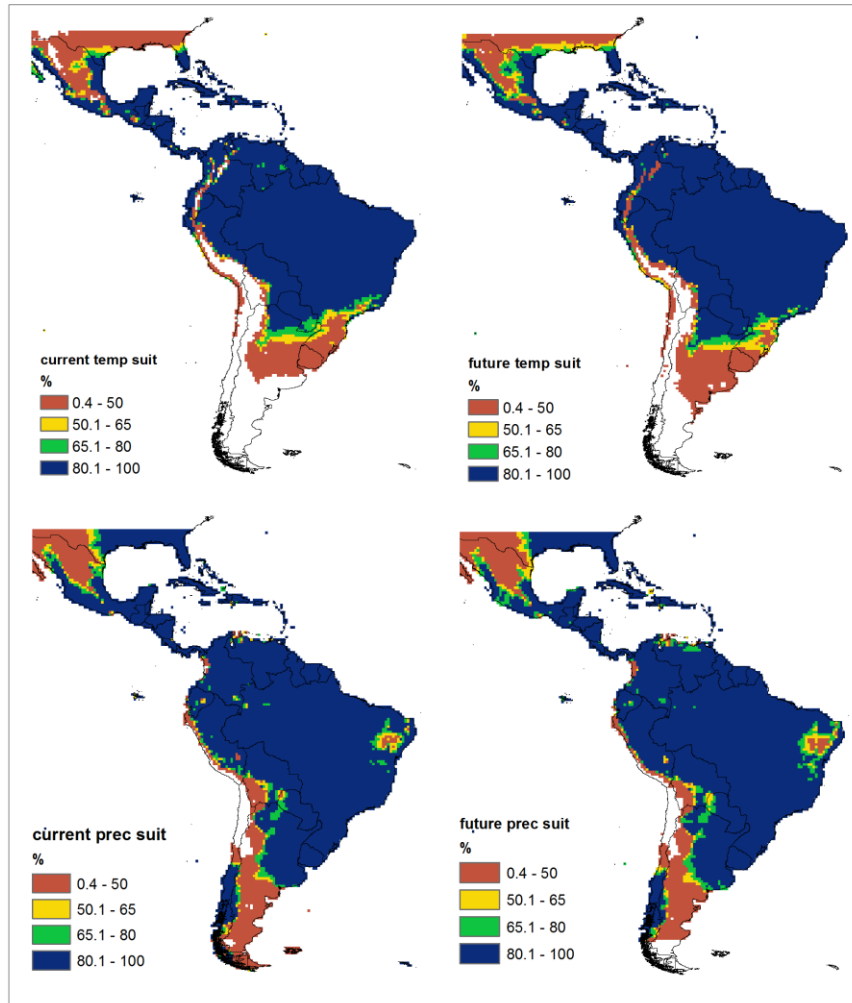 current temp suit
%
0.4 - 50
50.1 - 65
65.1 - 80
80.1 - 100
future temp suit
%
0.4 - 50
50.1 - 65
65.1 - 80
80.1 - 100
current prec suit
%
0.4 - 50
50.1 - 65
65.1 - 80
80.1 - 100
future prec suit
%
0.4 - 50
50.1 - 65
65.1 - 80
80.1 - 100